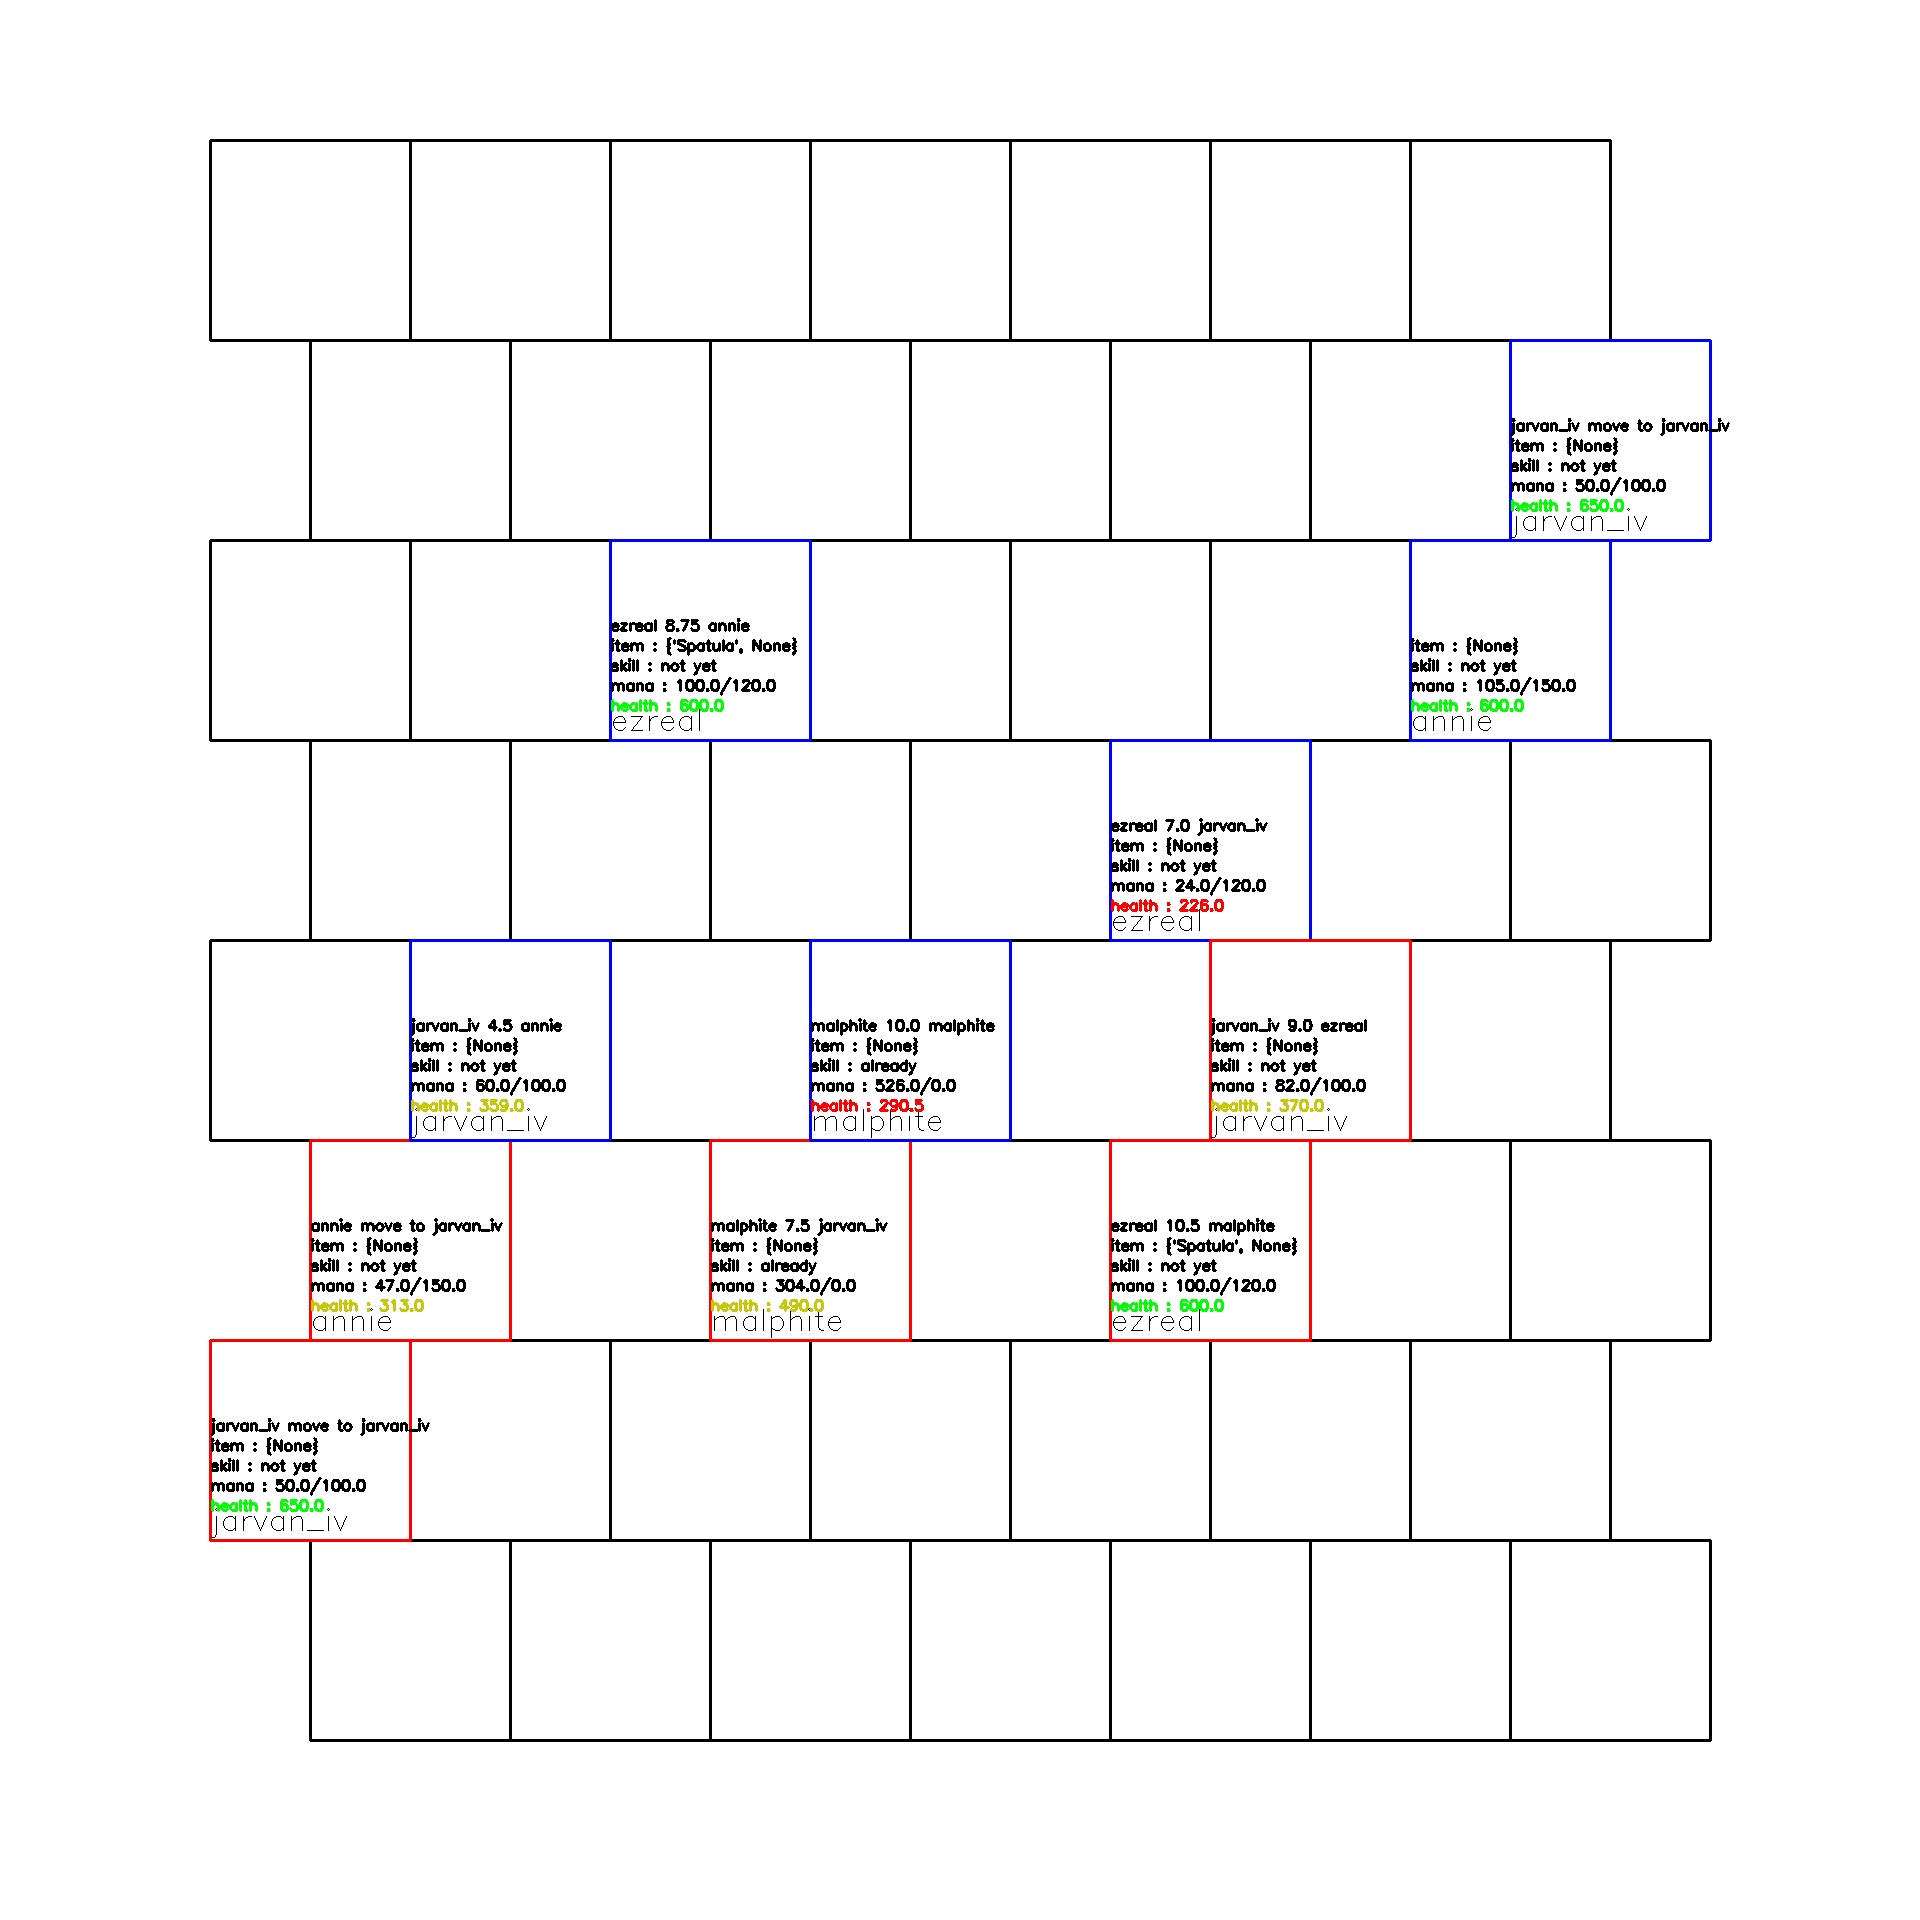 jarvan_iv move to jarvan_iv
item : {None}
skill : not yet
mana : 50.0/100.0
health : 650.0
jarvan_iv
ezreal 8.75 annie
item : {'Spatula', None}
skill : not yet
mana : 100.0/120.0
health : 600.0
ezreal
item : {None}
skill : not yet
mana : 105.0/150.0
health : 600.0
annie
ezreal 7.0 jarvan_iv
item : {None}
skill : not yet
mana : 24.0/120.0
health : 226.0
ezreal
jarvan_iv 4.5 annie
item : {None}
skill : not yet
mana : 60.0/100.0
health : 359.0
jarvan_iv
malphite 10.0 malphite
item : {None}
skill : already
mana : 526.0/0.0
health : 290.5
malphite
jarvan_iv 9.0 ezreal
item : {None}
skill : not yet
mana : 82.0/100.0
health : 370.0
jarvan_iv
annie move to jarvan_iv
item : {None}
skill : not yet
mana : 47.0/150.0
health : 313.0
annie
malphite 7.5 jarvan_iv
item : {None}
skill : already
mana : 304.0/0.0
health : 490.0
malphite
ezreal 10.5 malphite
item : {'Spatula', None}
skill : not yet
mana : 100.0/120.0
health : 600.0
ezreal
jarvan_iv move to jarvan_iv
item : {None}
skill : not yet
mana : 50.0/100.0
health : 650.0
jarvan_iv